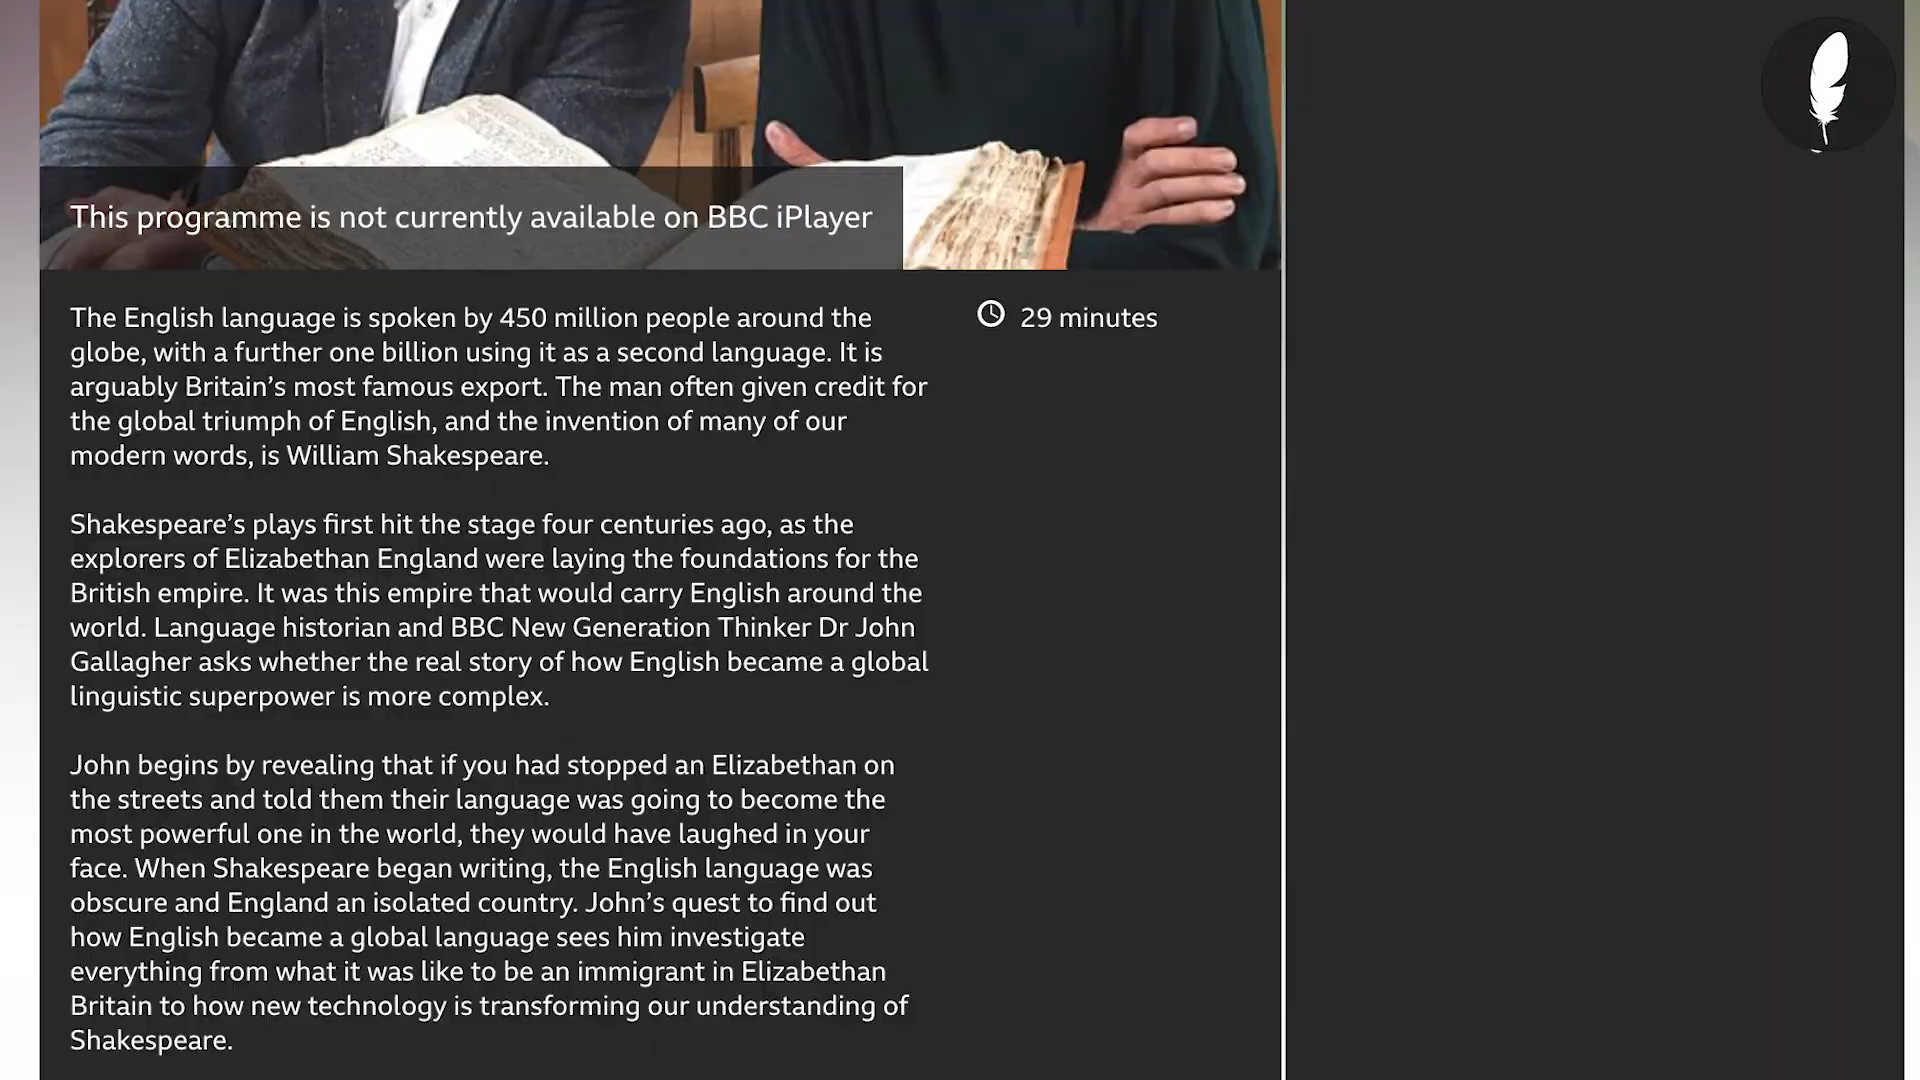 This programme is not currently available on BBC iPlayer
The English language is spoken by 450 million people around the
globe, with a further one billion using it as a second language. It is
arguably Britain’s most famous export. The man often given credit for
the global triumph of English, and the invention of many of our
modern words, is William Shakespeare.
29 minutes
Shakespeare’s plays first hit the stage four centuries ago, as the
explorers of Elizabethan England were laying the foundations for the
British empire. It was this empire that would carry English around the
world. Language historian and BBC New Generation Thinker Dr John
Gallagher asks whether the real story of how English became a global
linguistic superpower is more complex.
John begins by revealing that if you had stopped an Elizabethan on
the streets and told them their language was going to become the
most powerful one in the world, they would have laughed in your
face. When Shakespeare began writing, the English language was
obscure and England an isolated country. John’s quest to find out
how English became a global language sees him investigate
everything from what it was like to be an immigrant in Elizabethan
Britain to how new technology is transforming our understanding of
Shakespeare.